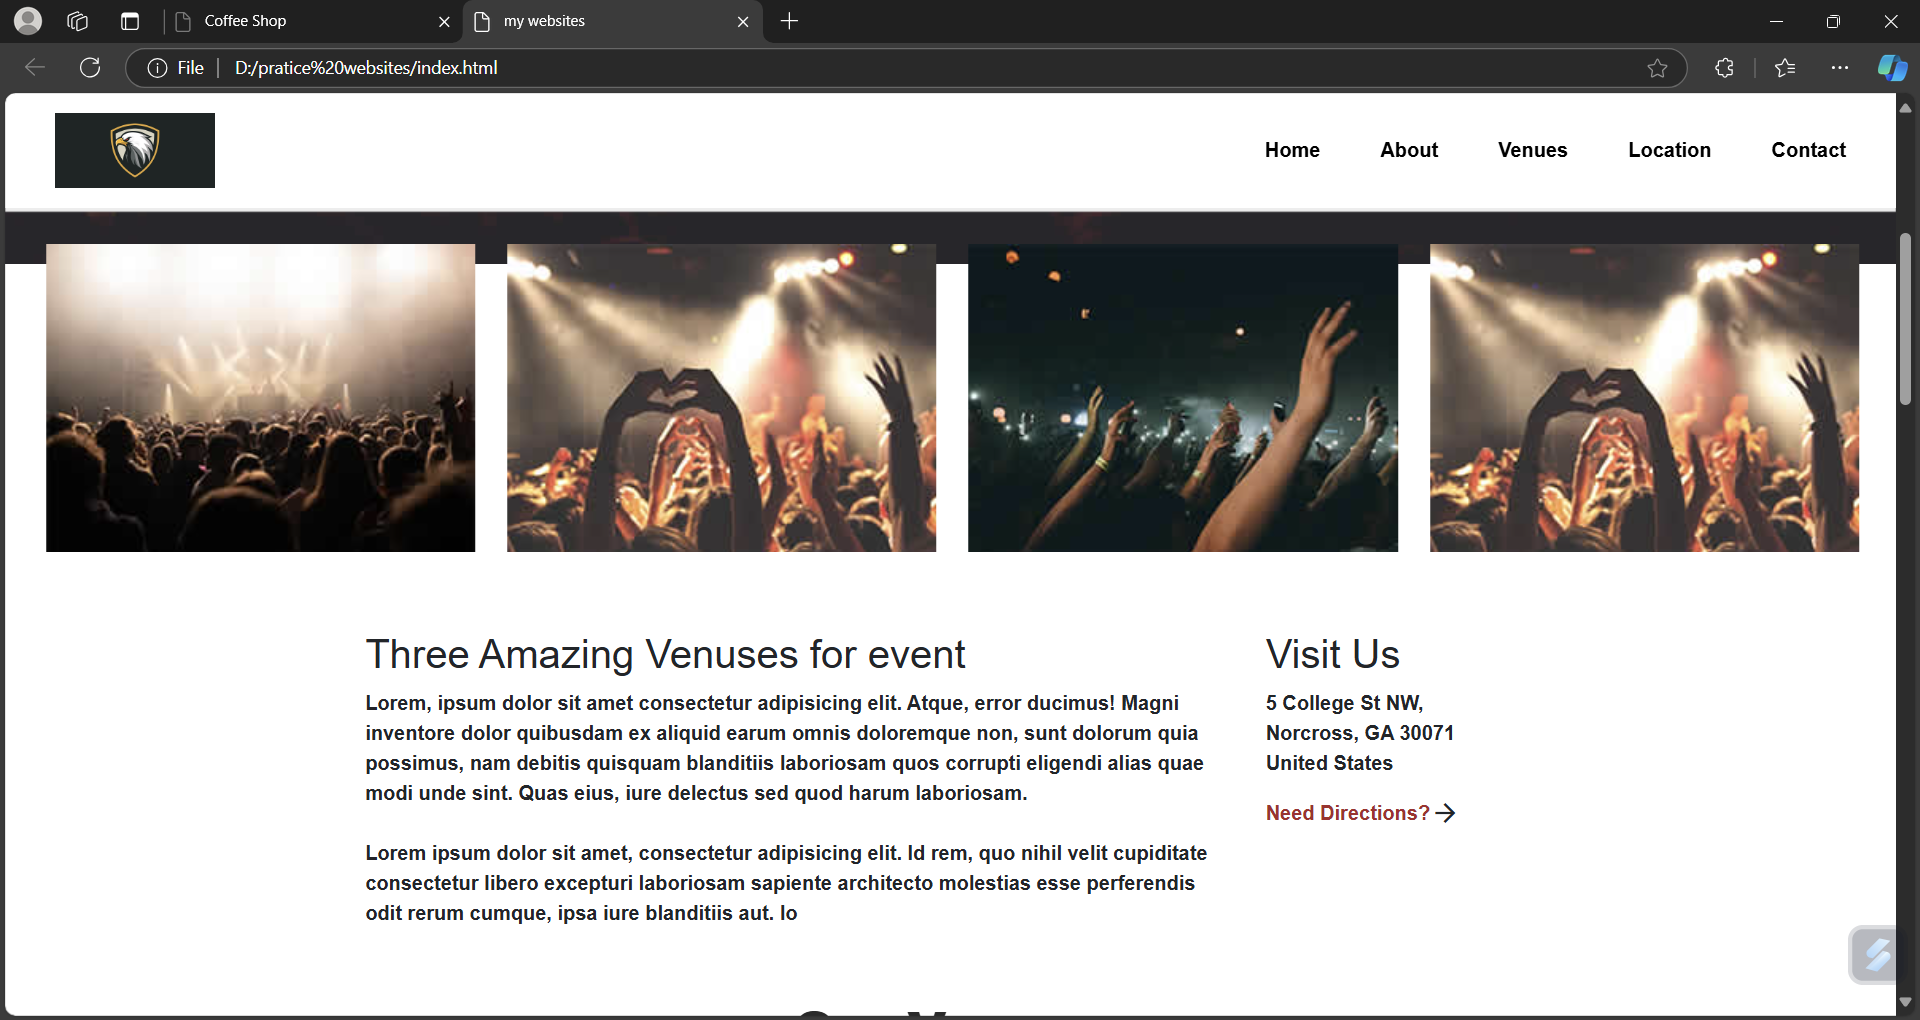 Coffee Shop
my websites
File
D:/pratice%20websites/index.html
Home
About
Venues
Location
Contact
Three Amazing Venuses for event
Lorem, ipsum dolor sit amet consectetur adipisicing elit. Atque, error ducimus! Magni
inventore dolor quibusdam ex aliquid earum omnis doloremque non, sunt dolorum quia
possimus, nam debitis quisquam blanditiis laboriosam quos corrupti eligendi alias quae
modi unde sint. Quas eius, iure delectus sed quod harum laboriosam.
Lorem ipsum dolor sit amet, consectetur adipisicing elit. Id rem, quo nihil velit cupiditate
consectetur libero excepturi laboriosam sapiente architecto molestias esse perferendis
odit rerum cumque, ipsa iure blanditiis aut. Io
Visit Us
5 College St NW,
Norcross, GA 30071
United States
Need Directions?